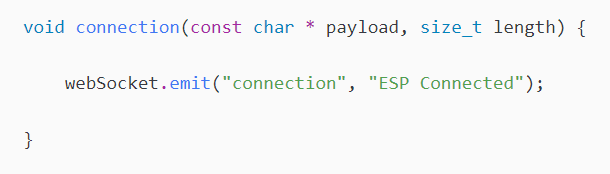 void connection(const char * payload, size_t length) {
webSocket.emit("connection", "ESP Connected");
}